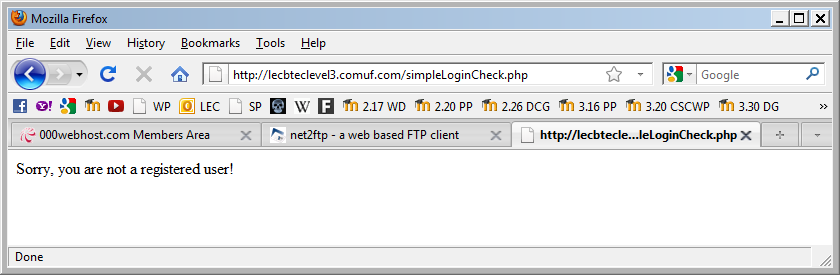 Mozilla Firefox
File Edit View History Bookmarks Tools Help
http://lecbteclevel3.comuf.com/simpleLoginCheck.php Google
WP LEC SP W F 2.17 WD 2.20 PP 2.26 DCG 3.16 PP 3.20 CSCWP 3.30 DG »
000webhost.com Members Area net2ftp - a web based FTP client http://lecbtecle...leLoginCheck.php
Sorry, you are not a registered user!
Done